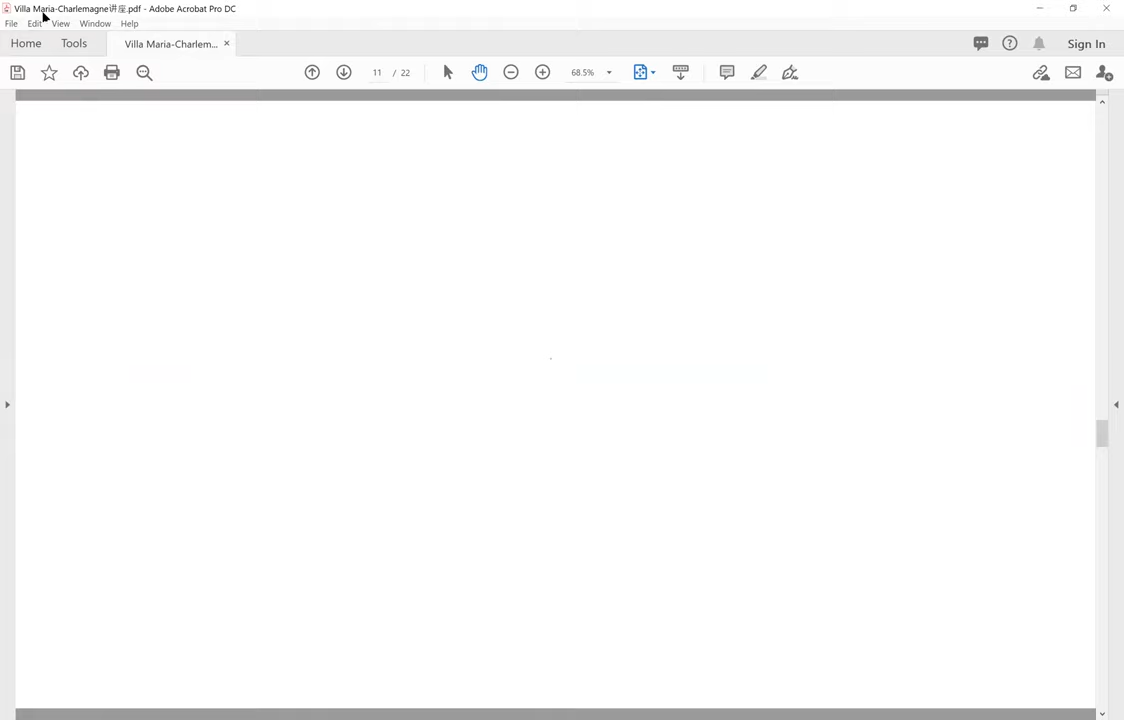 Villa Maria-Charlemagne讲座.pdf - Adobe Acrobat Pro DC
File Edit View Window Help
Home Tools Villa Maria-Charlem... × Sign In
11 / 22 68.5%